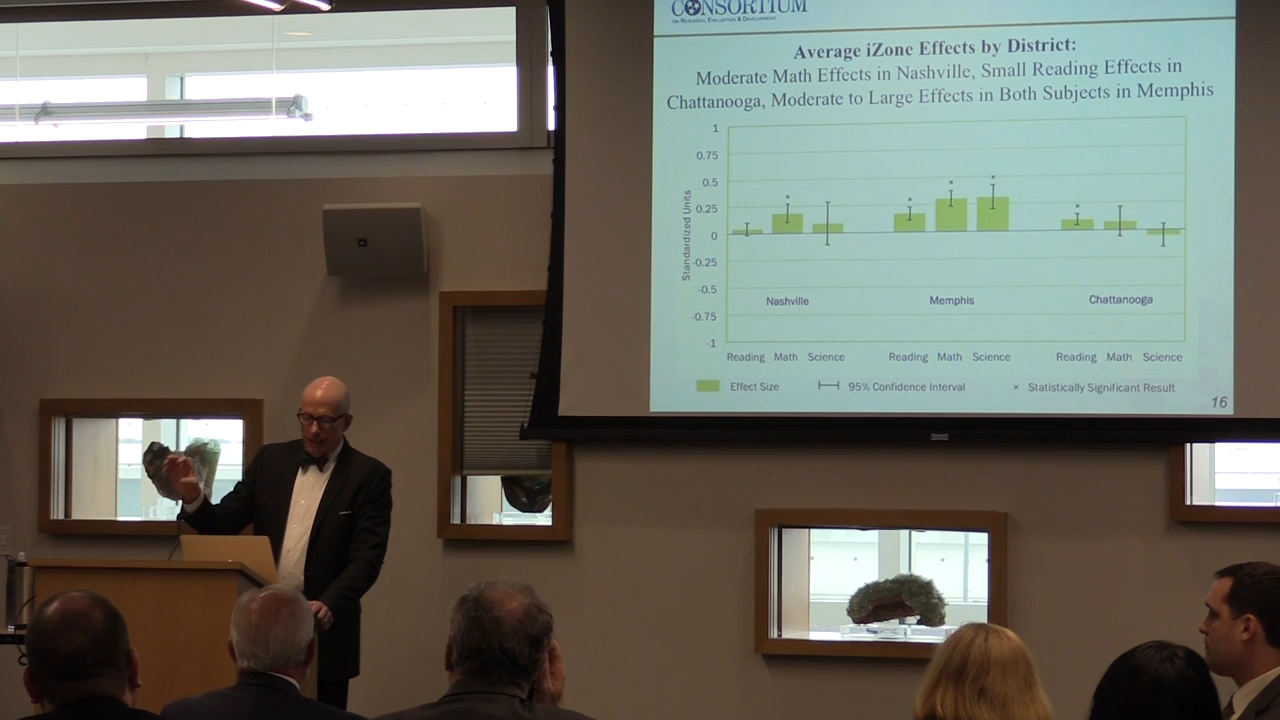 CONSORTIUM
ON RESEARCH, EVALUATION & DEVELOPMENT
Average iZone Effects by District:
Moderate Math Effects in Nashville, Small Reading Effects in
Chattanooga, Moderate to Large Effects in Both Subjects in Memphis
Standardized Units
1
0.75
0.5
0.25
0
-0.25
-0.5
-0.75
-1
Nashville Memphis Chattanooga
Reading Math Science Reading Math Science Reading Math Science
Effect Size 95% Confidence Interval × Statistically Significant Result
16
JBL